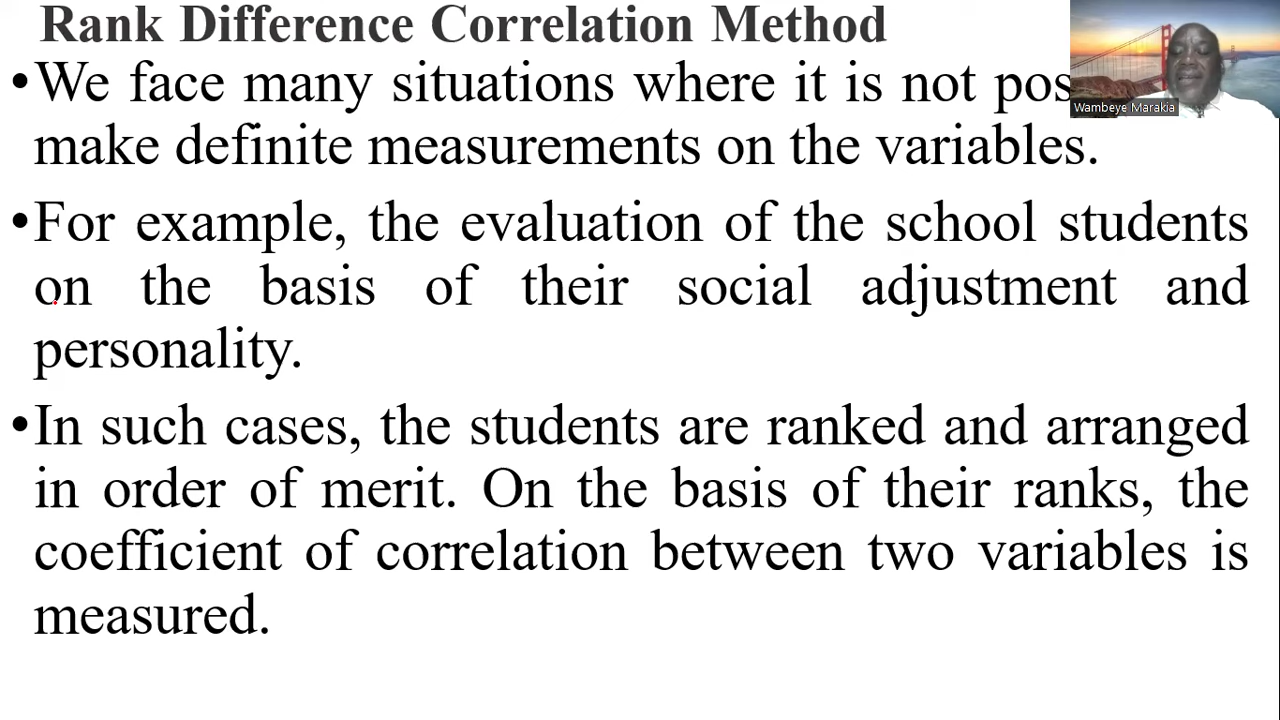 Rank Difference Correlation Method
•We face many situations where it is not
make definite measurements on the variables.
•For example, the evaluation of the school students
on the basis of their social adjustment and
personality.
•In such cases, the students are ranked and arranged
in order of merit. On the basis of their ranks, the
coefficient of correlation between two variables is
measured.
Wambeye Marakia